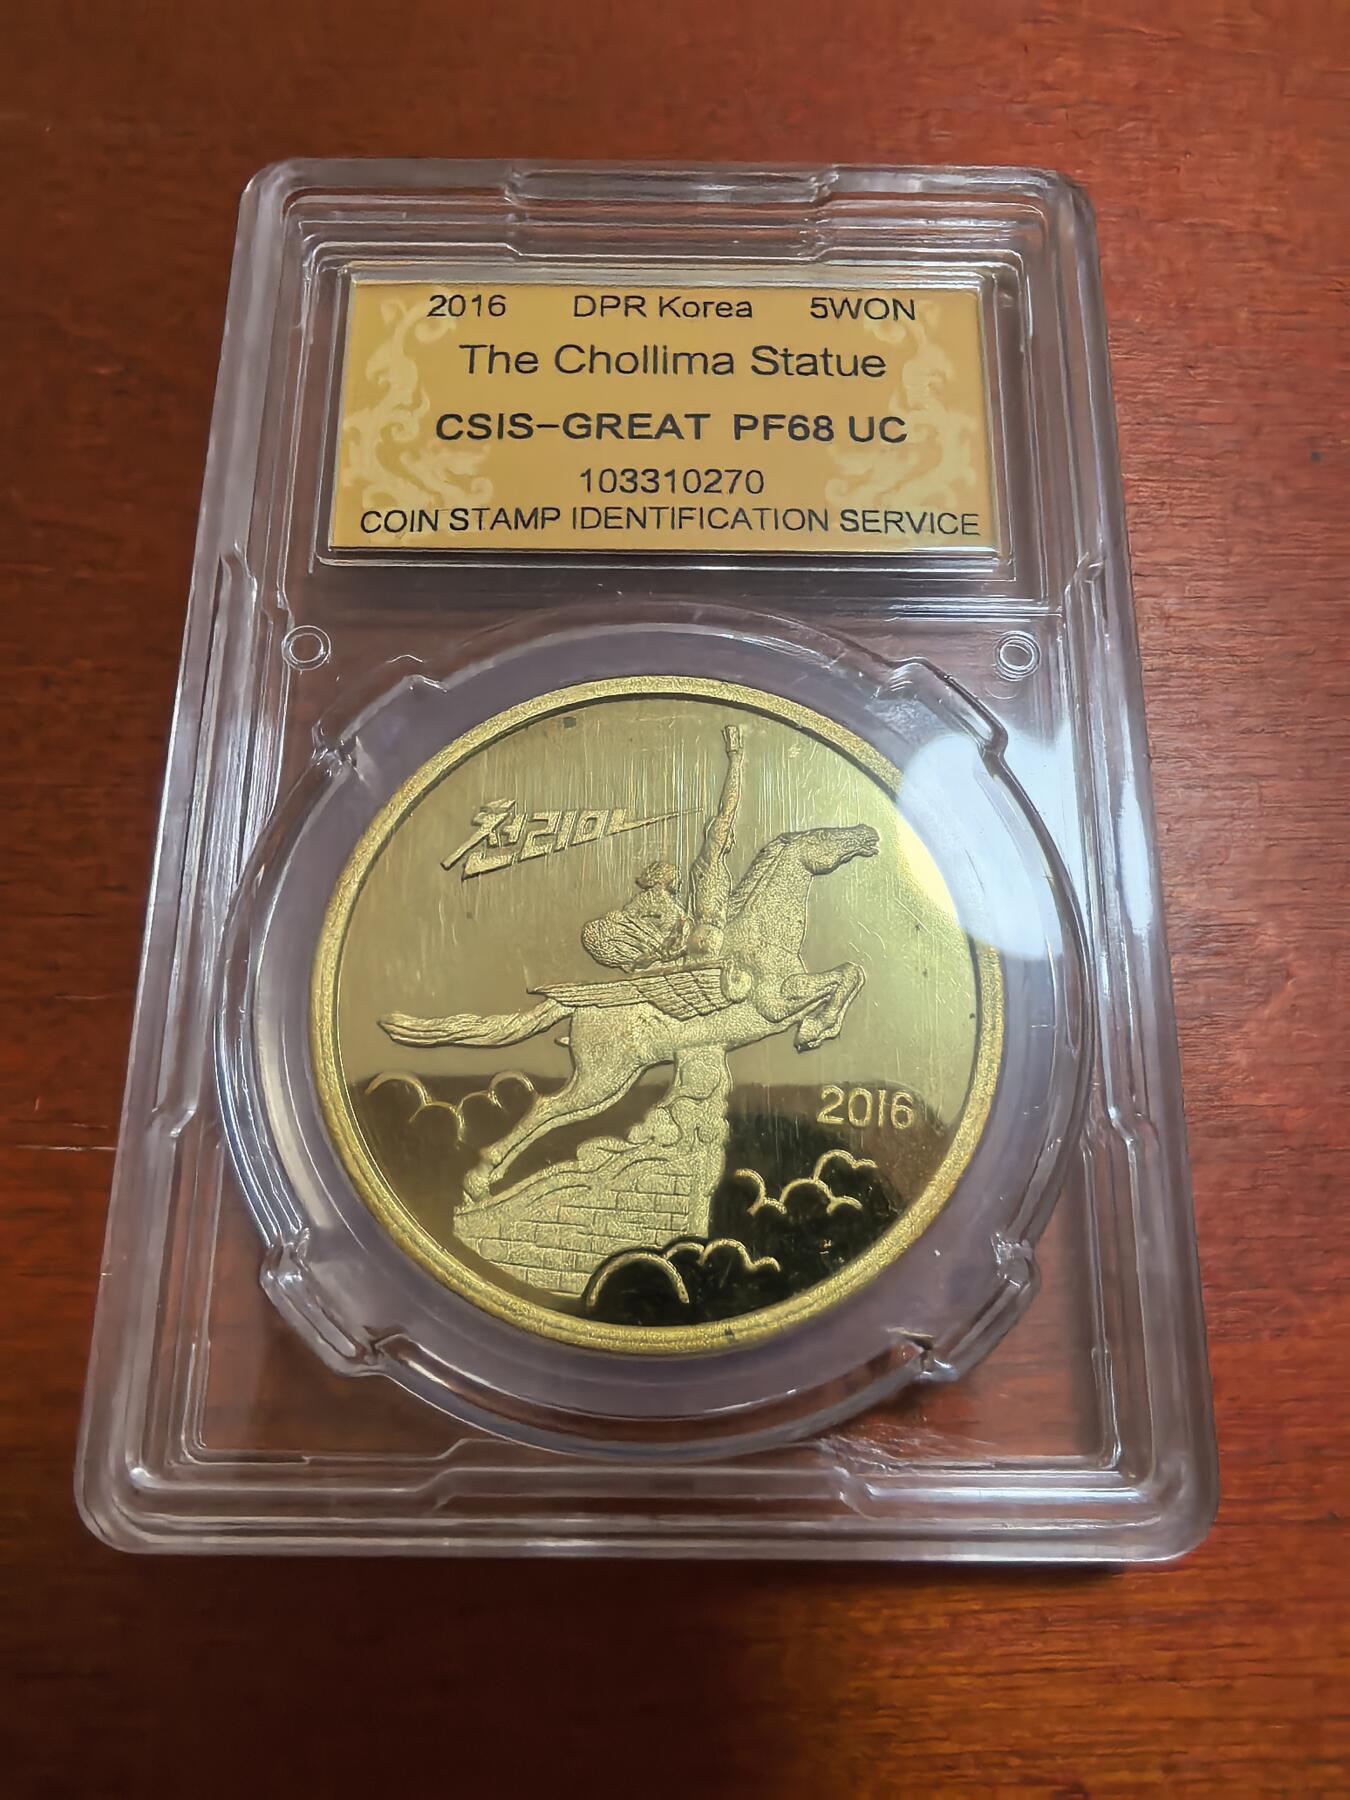 2016 DPR Korea 5WON
The Chollima Statue
CSIS-GREAT PF68 UC
103310270
COIN STAMP IDENTIFICATION SERVICE
천리마
2016